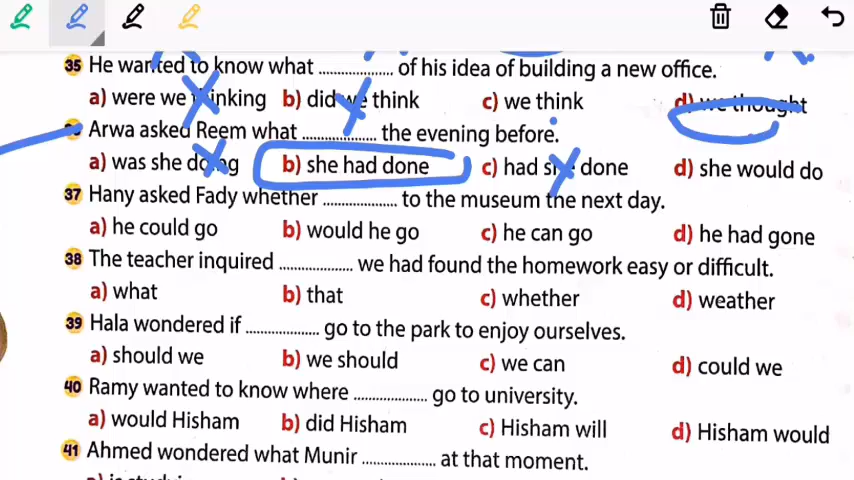 35 He wanted to know what .................. of his idea of building a new office.
a) were we thinking b) did we think c) we think d) we thought
36 Arwa asked Reem what .................. the evening before.
a) was she doing b) she had done c) had she done d) she would do
37 Hany asked Fady whether .................. to the museum the next day.
a) he could go b) would he go c) he can go d) he had gone
38 The teacher inquired .................. we had found the homework easy or difficult.
a) what b) that c) whether d) weather
39 Hala wondered if .................. go to the park to enjoy ourselves.
a) should we b) we should c) we can d) could we
40 Ramy wanted to know where .................. go to university.
a) would Hisham b) did Hisham c) Hisham will d) Hisham would
41 Ahmed wondered what Munir .................. at that moment.